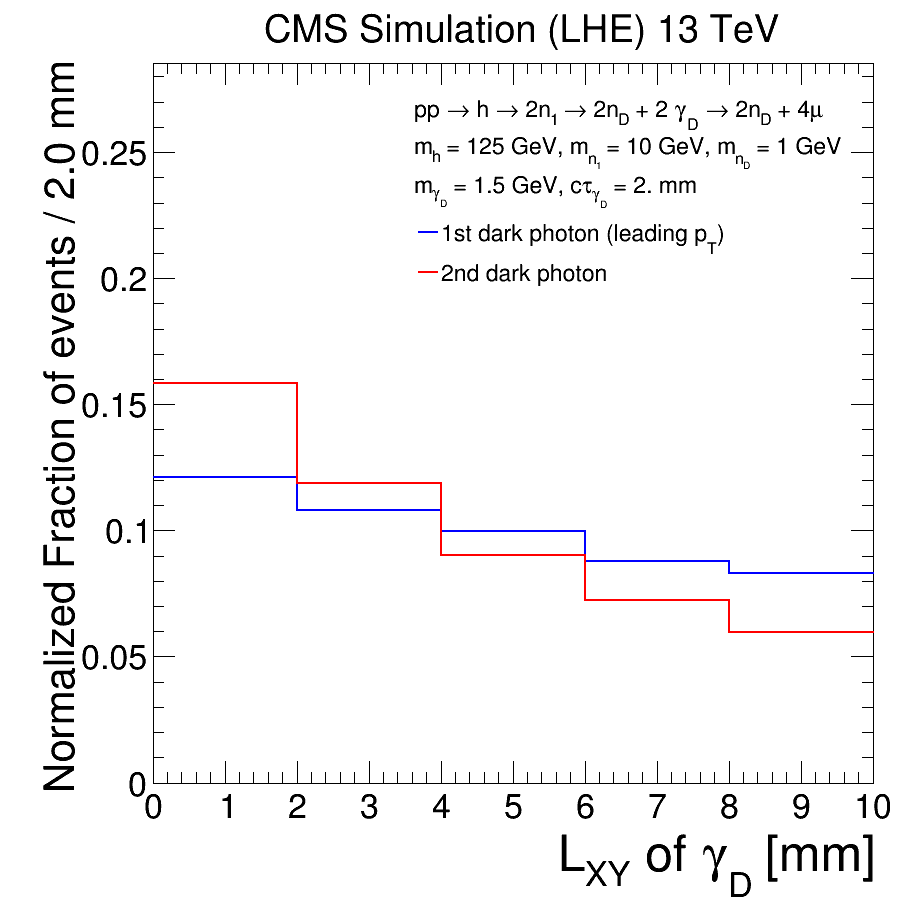 CMS Simulation (LHE) 13 TeV
Normalized Fraction of events / 2.0 mm
pp → h → 2n1 → 2nD + 2 γD → 2nD + 4μ
mh = 125 GeV, mn1 = 10 GeV, mnD = 1 GeV
mγD = 1.5 GeV, cτγD = 2. mm
1st dark photon (leading pT)
2nd dark photon
0.25
0.2
0.15
0.1
0.05
0
0 1 2 3 4 5 6 7 8 9 10
LXY of γD [mm]